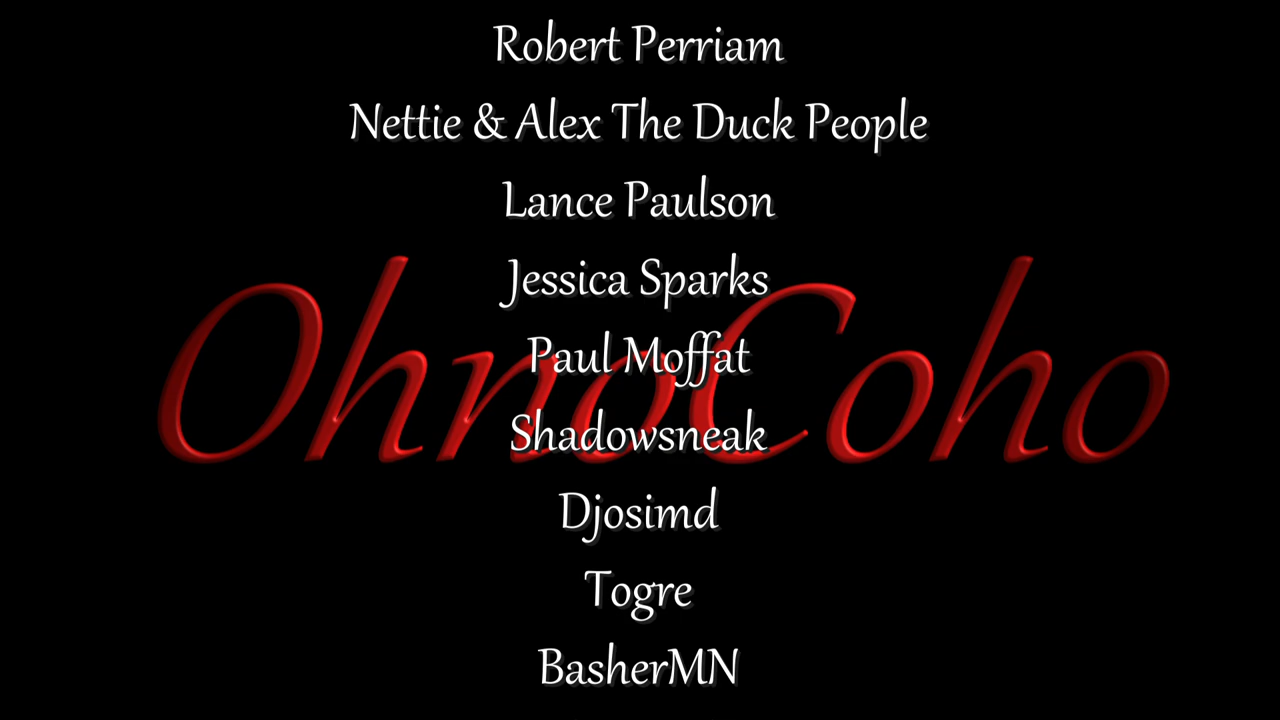 Robert Perriam
Nettie & Alex The Duck People
Lance Paulson
Jessica Sparks
OhnoCoho
Paul Moffat
Shadowsneak
Djosimd
Togre
BasherMN